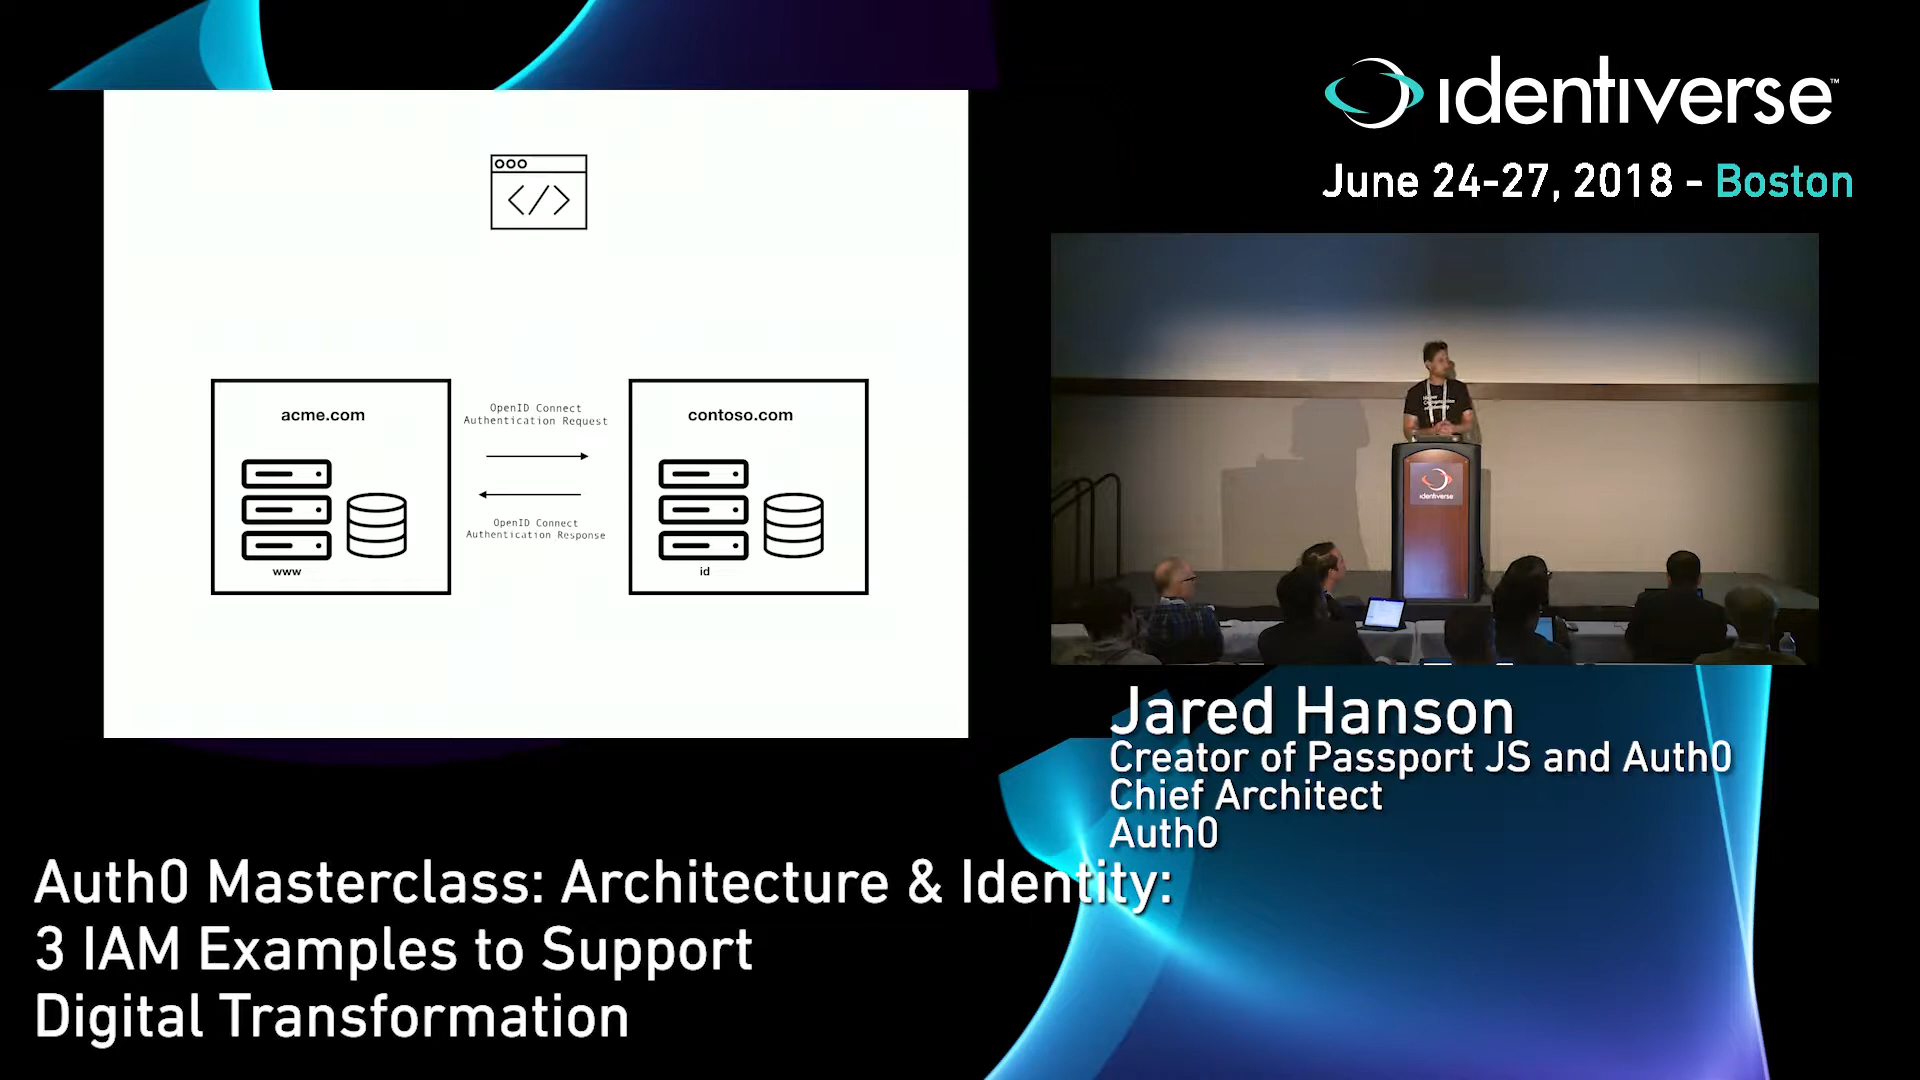 identiverse™
June 24-27, 2018 - Boston
</>
acme.com
www
OpenID Connect
Authentication Request
OpenID Connect
Authentication Response
contoso.com
id
identiverse
Jared Hanson
Creator of Passport JS and Auth0
Chief Architect
Auth0
Auth0 Masterclass: Architecture & Identity:
3 IAM Examples to Support
Digital Transformation